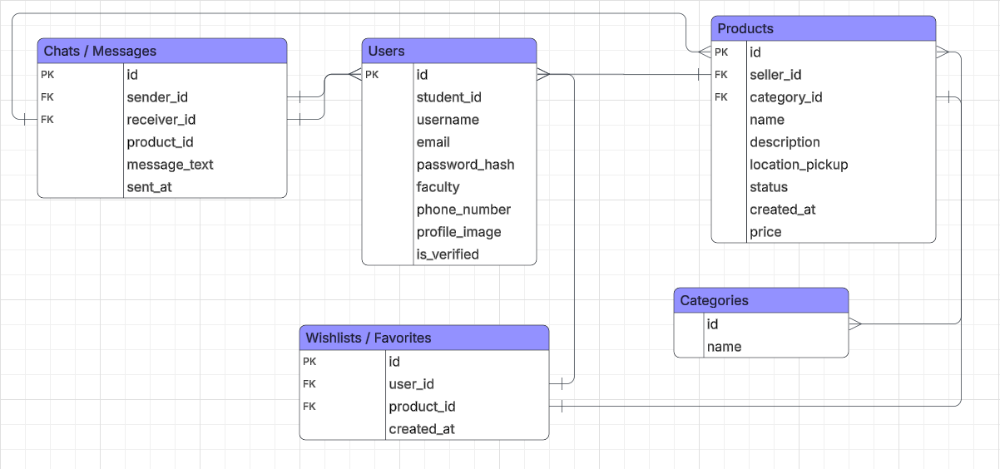 Chats / Messages
PK id
FK sender_id
FK receiver_id
product_id
message_text
sent_at
Users
PK id
student_id
username
email
password_hash
faculty
phone_number
profile_image
is_verified
Products
PK id
FK seller_id
FK category_id
name
description
location_pickup
status
created_at
price
Categories
id
name
Wishlists / Favorites
PK id
FK user_id
FK product_id
created_at